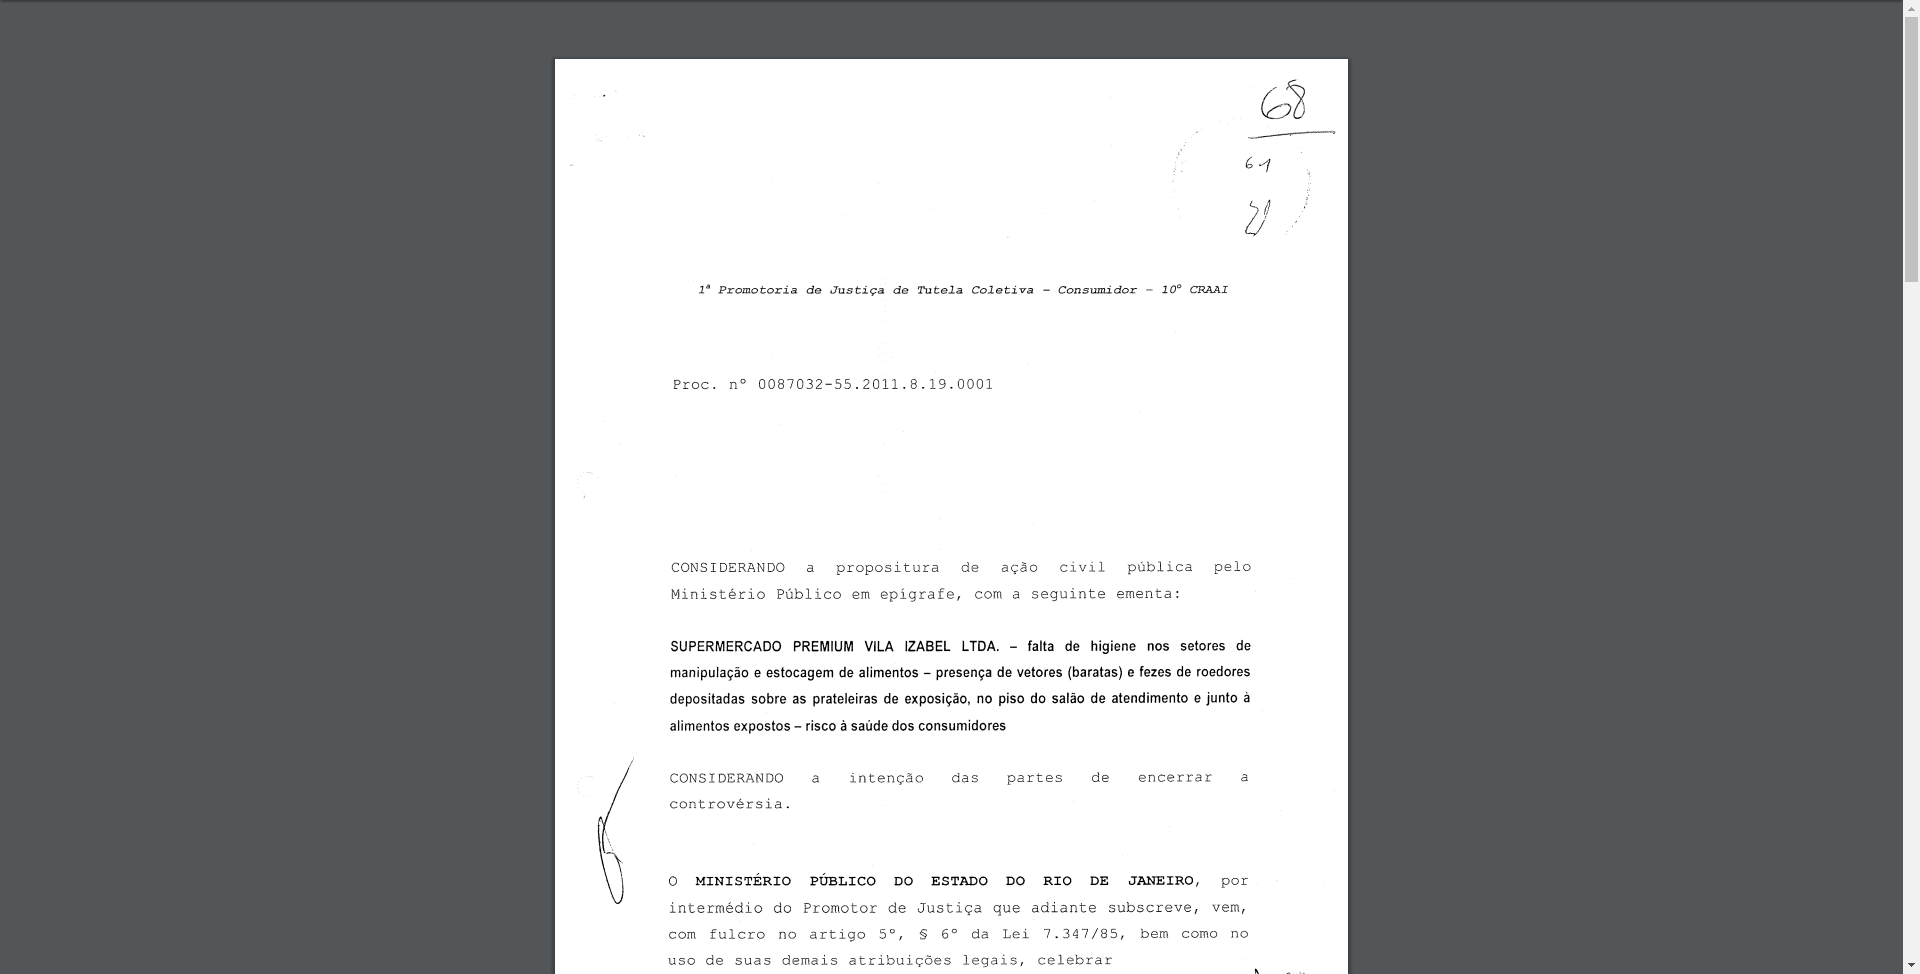 68
61
1ª Promotoria de Justiça de Tutela Coletiva – Consumidor – 10º CRAAI
Proc. nº 0087032-55.2011.8.19.0001
CONSIDERANDO a propositura de ação civil pública pelo
Ministério Público em epígrafe, com a seguinte ementa:
SUPERMERCADO PREMIUM VILA IZABEL LTDA. – falta de higiene nos setores de
manipulação e estocagem de alimentos – presença de vetores (baratas) e fezes de roedores
depositadas sobre as prateleiras de exposição, no piso do salão de atendimento e junto à
alimentos expostos – risco à saúde dos consumidores
CONSIDERANDO a intenção das partes de encerrar a
controvérsia.
O MINISTÉRIO PÚBLICO DO ESTADO DO RIO DE JANEIRO, por
intermédio do Promotor de Justiça que adiante subscreve, vem,
com fulcro no artigo 5º, § 6º da Lei 7.347/85, bem como no
uso de suas demais atribuições legais, celebrar